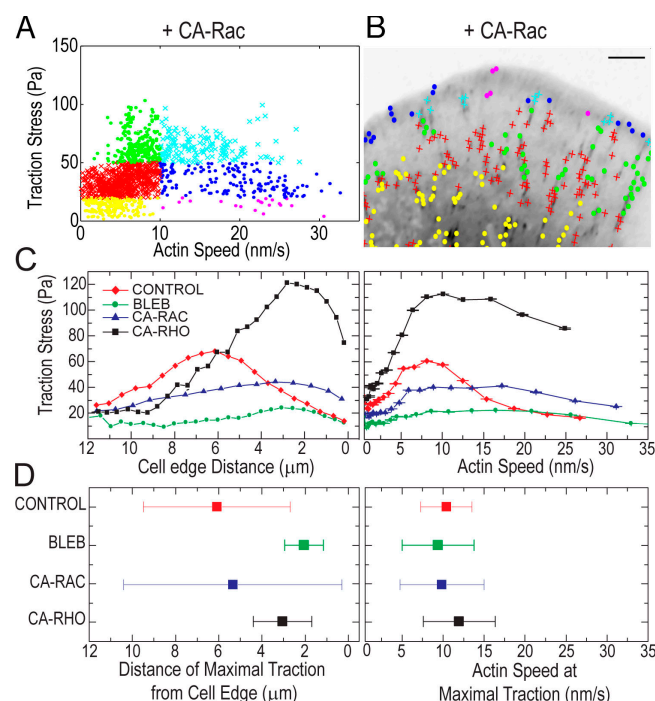 A + CA-Rac
B + CA-Rac
Traction Stress (Pa)
150
100
50
0
0 10 20 30
Actin Speed (nm/s)
C
Traction Stress (Pa)
120
100
80
60
40
20
CONTROL
BLEB
CA-RAC
CA-RHO
12 10 8 6 4 2 0
Cell edge Distance (μm)
0 5 10 15 20 25 30 35
Actin Speed (nm/s)
D
CONTROL
BLEB
CA-RAC
CA-RHO
12 10 8 6 4 2 0
Distance of Maximal Traction
from Cell Edge (μm)
0 5 10 15 20 25 30 35
Actin Speed at
Maximal Traction (nm/s)